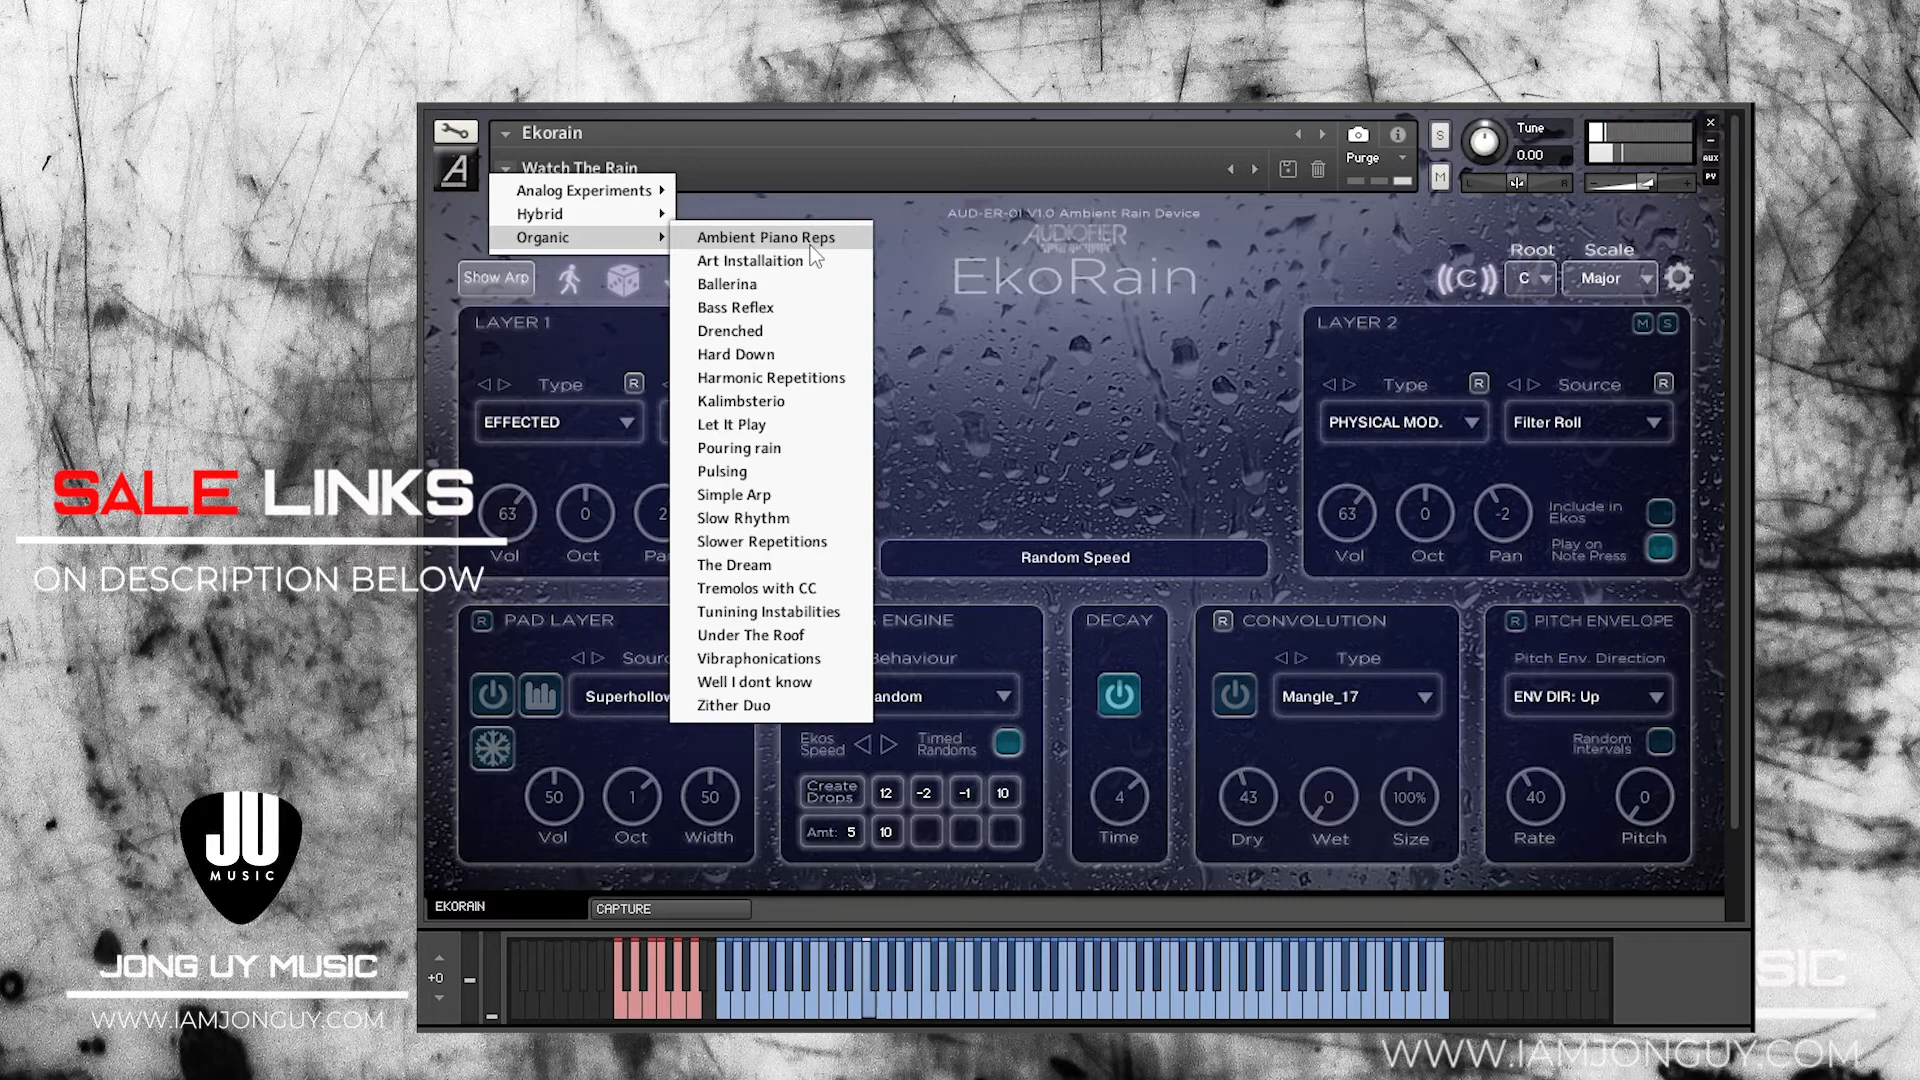 Ekorain
Watch The Rain
Purge
S
M
Tune
0.00
L
R
AUX
PV
A
Analog Experiments
Hybrid
Organic
Ambient Piano Reps
Art Installaition
Ballerina
Bass Reflex
Drenched
Hard Down
Harmonic Repetitions
Kalimbsterio
Let It Play
Pouring rain
Pulsing
Simple Arp
Slow Rhythm
Slower Repetitions
The Dream
Tremolos with CC
Tunining Instabilities
Under The Roof
Vibraphonications
Well I dont know
Zither Duo
AUD-ER-01 V1.0 Ambient Rain Device
AUDIOFIER
EkoRain
Show Arp
((C))
Root
C
Scale
Major
LAYER 1
Type
R
EFFECTED
63
0
2
Vol
Oct
Pa
Random Speed
LAYER 2
M S
Type
R
Source
R
PHYSICAL MOD.
Filter Roll
63
0
-2
Vol
Oct
Pan
Include in
Ekos
Play on
Note Press
R PAD LAYER
Sour
Superhollow
50
1
50
Vol
Oct
Width
ENGINE
Behaviour
andom
Ekos
Speed
Timed
Randoms
Create
Drops
12
-2
-1
10
Amt: 5
10
DECAY
4
Time
R CONVOLUTION
Type
Mangle_17
43
0
100%
Dry
Wet
Size
R PITCH ENVELOPE
Pitch Env. Direction
ENV DIR: Up
Random
Intervals
40
0
Rate
Pitch
EKORAIN
CAPTURE
+0
SALE LINKS
ON DESCRIPTION BELOW
JU
MUSIC
JONG UY MUSIC
WWW.IAMJONGUY.COM
SIC
WWW.IAMJONGUY.COM